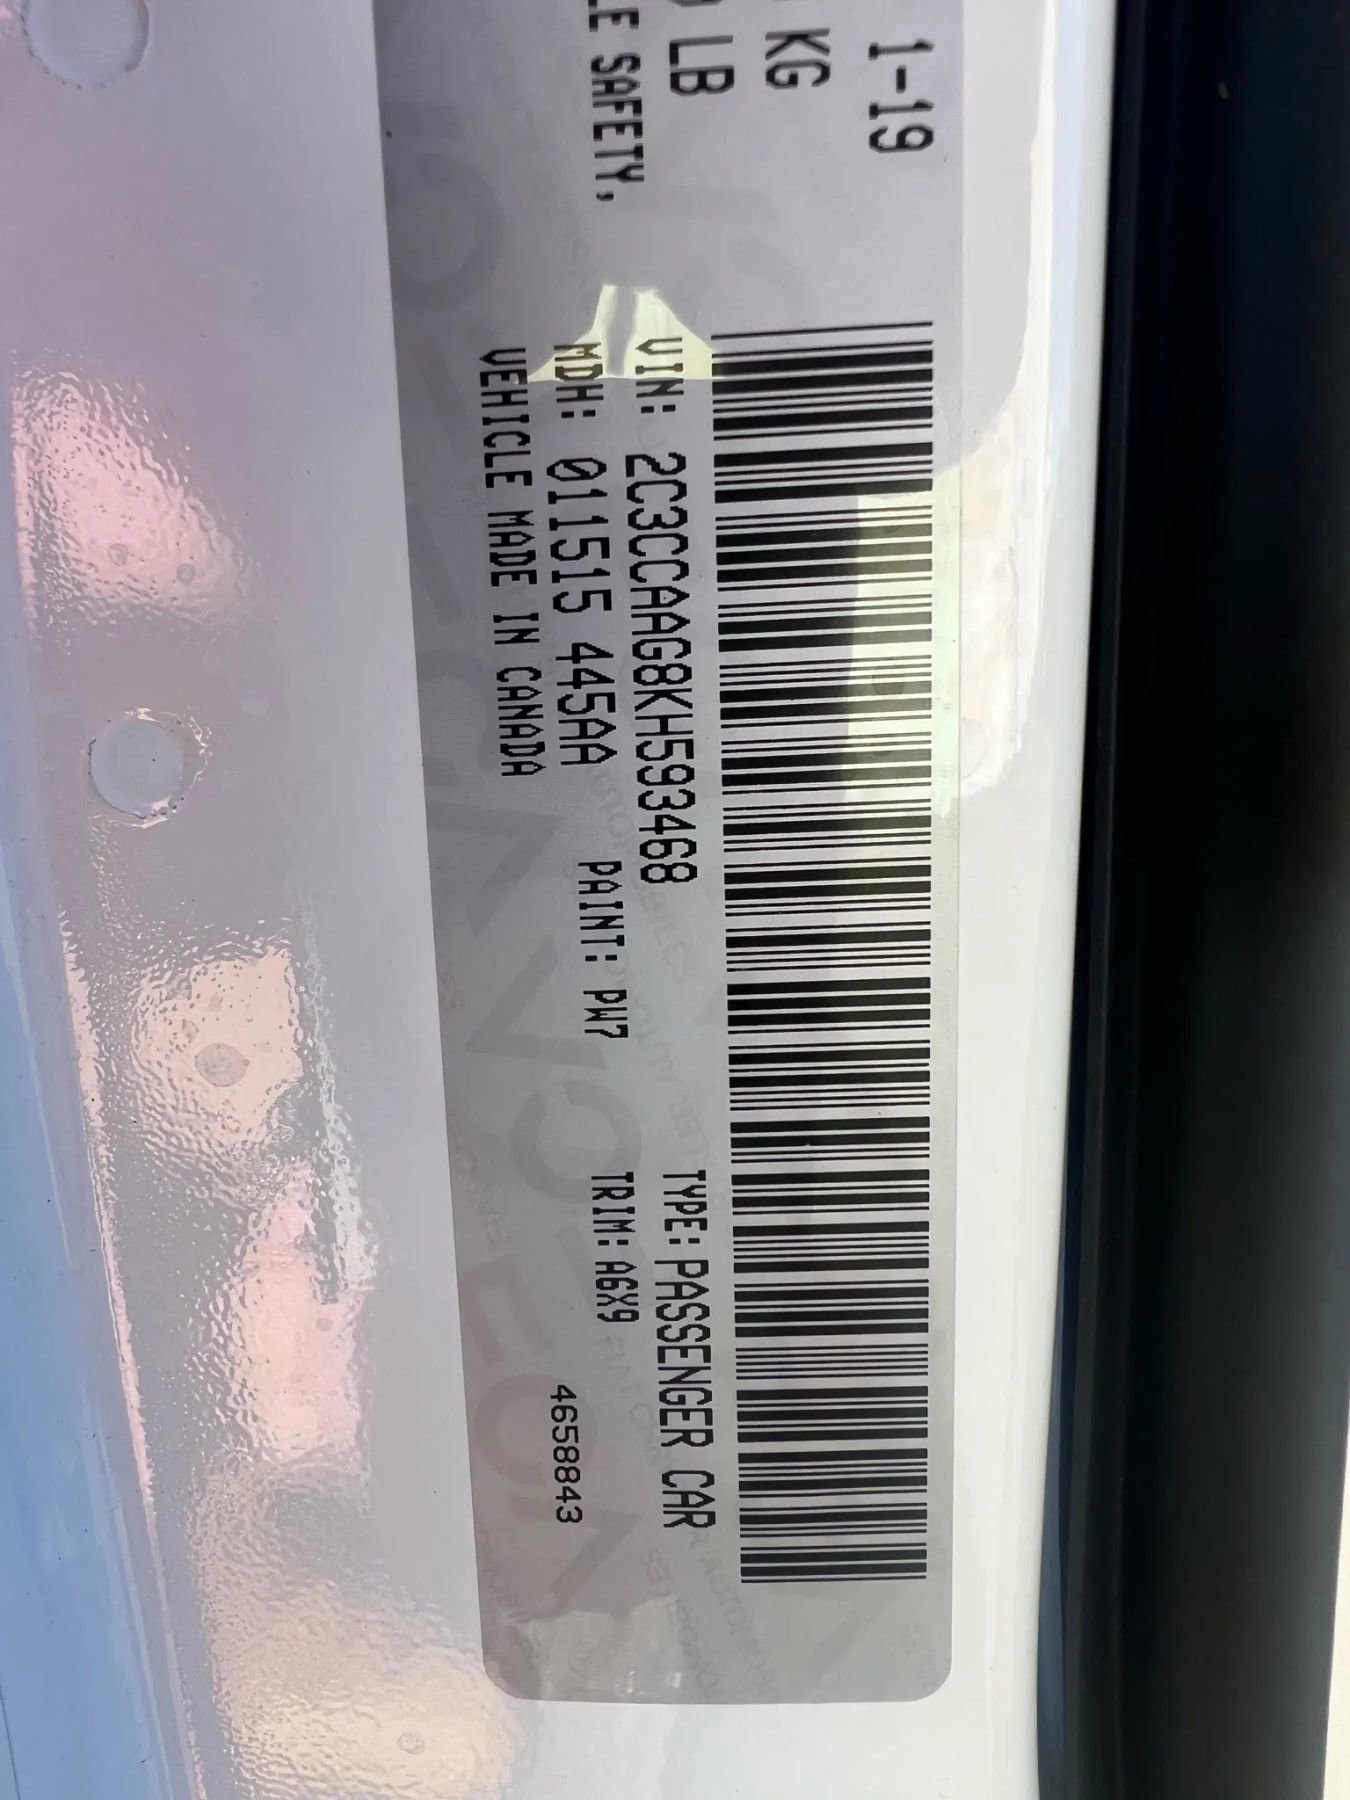 1-19
KG
LB
LE SAFETY,
VIN: 2C3CCAAG8KH593468
TYPE: PASSENGER CAR
MDH: 011515 445AA
PAINT: PW7
TRIM: A6X9
VEHICLE MADE IN CANADA
4658843